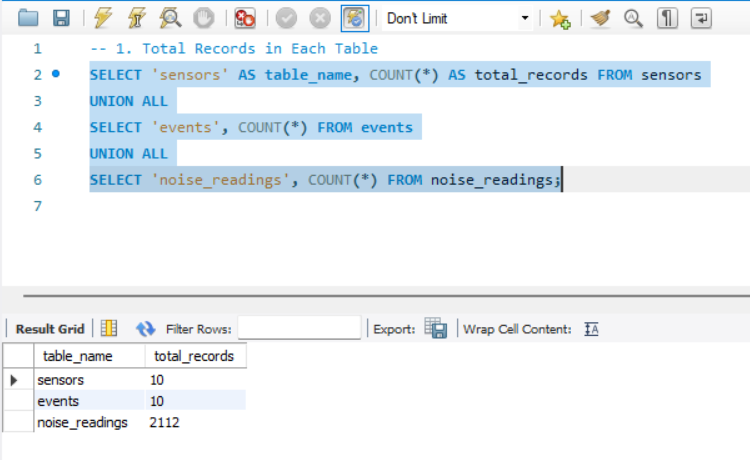 Don't Limit
1 -- 1. Total Records in Each Table
2 SELECT 'sensors' AS table_name, COUNT(*) AS total_records FROM sensors
3 UNION ALL
4 SELECT 'events', COUNT(*) FROM events
5 UNION ALL
6 SELECT 'noise_readings', COUNT(*) FROM noise_readings;
7
Result Grid Filter Rows: Export: Wrap Cell Content: IA
table_name total_records
sensors 10
events 10
noise_readings 2112